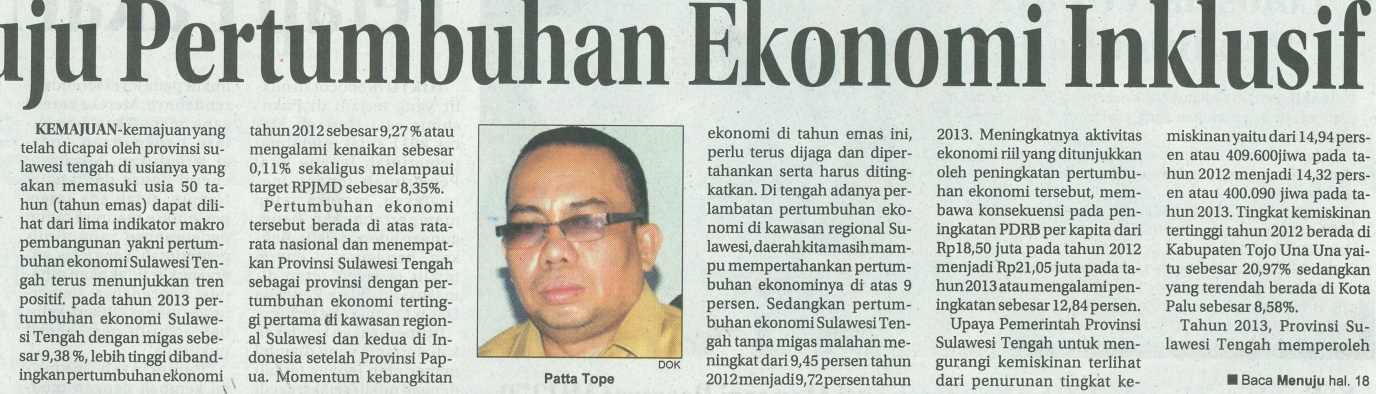 uju Pertumbuhan Ekonomi Inklusif
KEMAJUAN-kemajuan yang
telah dicapai oleh provinsi su-
lawesi tengah di usianya yang
akan memasuki usia 50 ta-
hun (tahun emas) dapat dili-
hat dari lima indikator makro
pembangunan yakni pertum-
buhan ekonomi Sulawesi Ten-
gah terus menunjukkan tren
positif. pada tahun 2013 per-
tumbuhan ekonomi Sulawe-
si Tengah dengan migas sebe-
sar 9,38 %, lebih tinggi diband-
ingkan pertumbuhan ekonomi
tahun 2012 sebesar 9,27 % atau
mengalami kenaikan sebesar
0,11% sekaligus melampaui
target RPJMD sebesar 8,35%.
Pertumbuhan ekonomi
tersebut berada di atas rata-
rata nasional dan menempat-
kan Provinsi Sulawesi Tengah
sebagai provinsi dengan per-
tumbuhan ekonomi terting-
gi pertama di kawasan region-
al Sulawesi dan kedua di In-
donesia setelah Provinsi Pap-
ua. Momentum kebangkitan
DOK
Patta Tope
ekonomi di tahun emas ini,
perlu terus dijaga dan diper-
tahankan serta harus diting-
katkan. Di tengah adanya per-
lambatan pertumbuhan eko-
nomi di kawasan regional Su-
lawesi, daerah kita masih mam-
pu mempertahankan pertum-
buhan ekonominya di atas 9
persen. Sedangkan pertum-
buhan ekonomi Sulawesi Ten-
gah tanpa migas malahan me-
ningkat dari 9,45 persen tahun
2012 menjadi 9,72 persen tahun
2013. Meningkatnya aktivitas
ekonomi riil yang ditunjukkan
oleh peningkatan pertumbu-
han ekonomi tersebut, mem-
bawa konsekuensi pada pen-
ingkatan PDRB per kapita dari
Rp18,50 juta pada tahun 2012
menjadi Rp21,05 juta pada ta-
hun 2013 atau mengalami pen-
ingkatan sebesar 12,84 persen.
Upaya Pemerintah Provinsi
Sulawesi Tengah untuk men-
gurangi kemiskinan terlihat
dari penurunan tingkat ke-
miskinan yaitu dari 14,94 pers-
en atau 409.600jiwa pada ta-
hun 2012 menjadi 14,32 pers-
en atau 400.090 jiwa pada ta-
hun 2013. Tingkat kemiskinan
tertinggi tahun 2012 berada di
Kabupaten Tojo Una Una yai-
tu sebesar 20,97% sedangkan
yang terendah berada di Kota
Palu sebesar 8,58%.
Tahun 2013, Provinsi Su-
lawesi Tengah memperoleh
■ Baca Menuju hal. 18